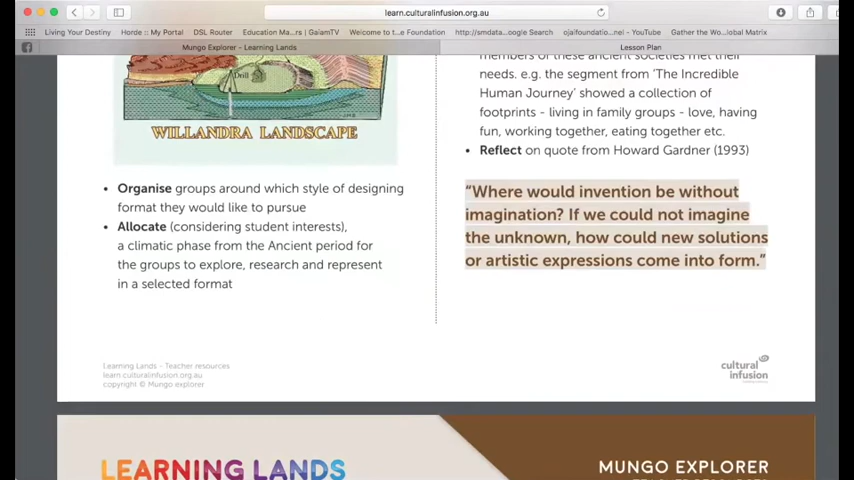 learn.culturalinfusion.org.au
Living Your Destiny
Horde :: My Portal
DSL Router
Education Ma...rs | GaiamTV
Welcome to t...e Foundation
http://smdata...oogie Search
ojaifoundatio...nel - YouTube
Gather the Wo...lobal Matrix
Mungo Explorer – Learning Lands
Lesson Plan
Drill
WILLANDRA LANDSCAPE
• Organise groups around which style of designing
format they would like to pursue
• Allocate (considering student interests),
a climatic phase from the Ancient period for
the groups to explore, research and represent
in a selected format
members of these ancient societies met their
needs. e.g. the segment from 'The Incredible
Human Journey' showed a collection of
footprints - living in family groups - love, having
fun, working together, eating together etc.
• Reflect on quote from Howard Gardner (1993)
“Where would invention be without
imagination? If we could not imagine
the unknown, how could new solutions
or artistic expressions come into form.”
Learning Lands - Teacher resources
learn.culturalinfusion.org.au
copyright © Mungo explorer
cultural
infusion
LEARNING LANDS
MUNGO EXPLORER